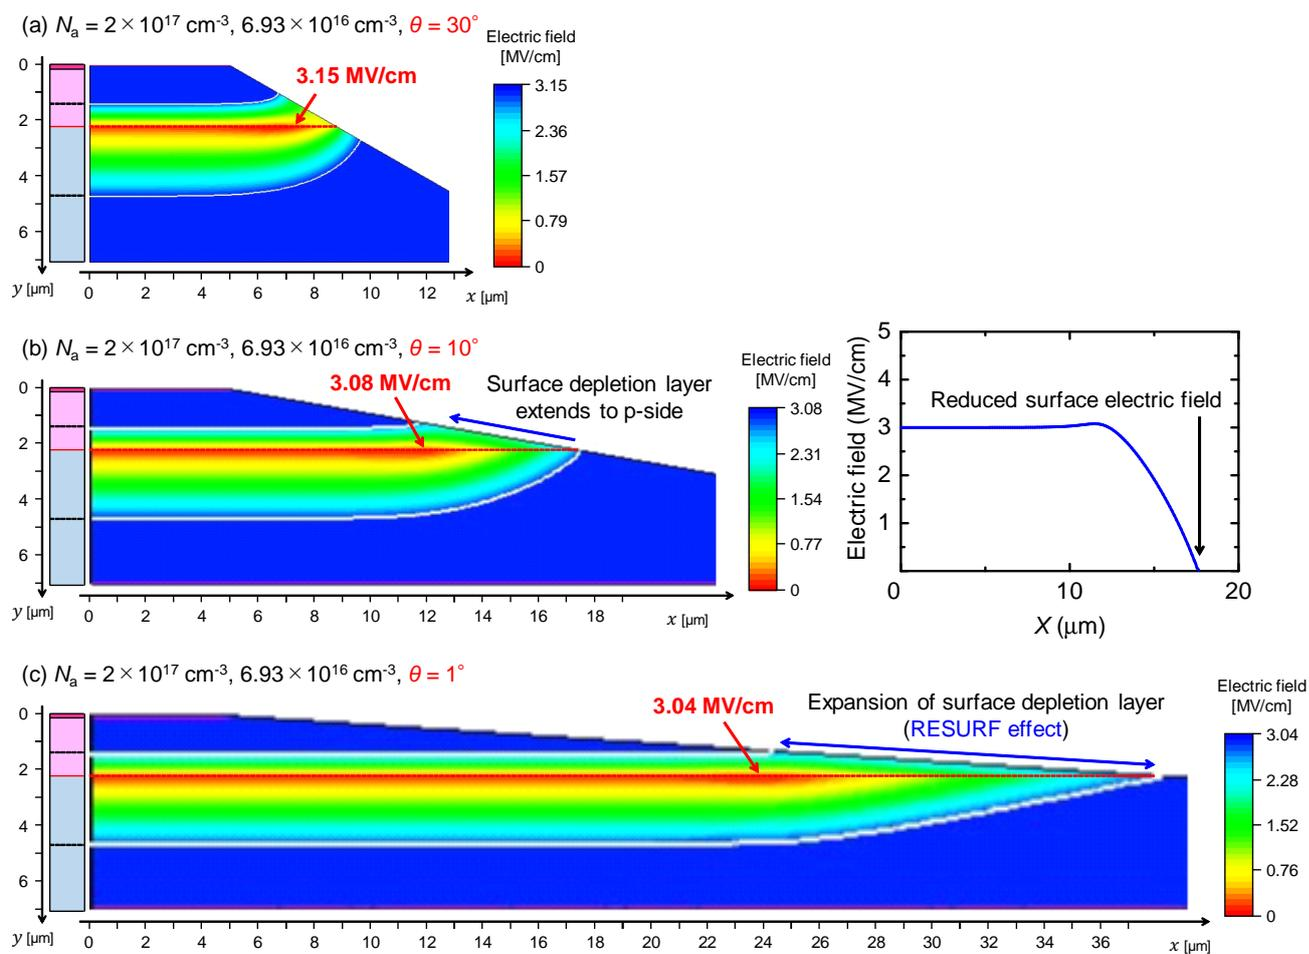 (a) Nₐ = 2×10¹⁷ cm⁻³, 6.93×10¹⁶ cm⁻³, θ = 30°
Electric field
[MV/cm]
3.15 MV/cm
3.15
2.36
1.57
0.79
0
0
2
4
6
y [μm]
0 2 4 6 8 10 12
x [μm]
(b) Nₐ = 2×10¹⁷ cm⁻³, 6.93×10¹⁶ cm⁻³, θ = 10°
3.08 MV/cm
Surface depletion layer
extends to p-side
Electric field
[MV/cm]
3.08
2.31
1.54
0.77
0
0
2
4
6
y [μm]
0 2 4 6 8 10 12 14 16 18
x [μm]
Electric field (MV/cm)
5
4
3
2
1
Reduced surface electric field
0 10 20
X (μm)
(c) Nₐ = 2×10¹⁷ cm⁻³, 6.93×10¹⁶ cm⁻³, θ = 1°
3.04 MV/cm
Expansion of surface depletion layer
(RESURF effect)
Electric field
[MV/cm]
3.04
2.28
1.52
0.76
0
0
2
4
6
y [μm]
0 2 4 6 8 10 12 14 16 18 20 22 24 26 28 30 32 34 36
x [μm]